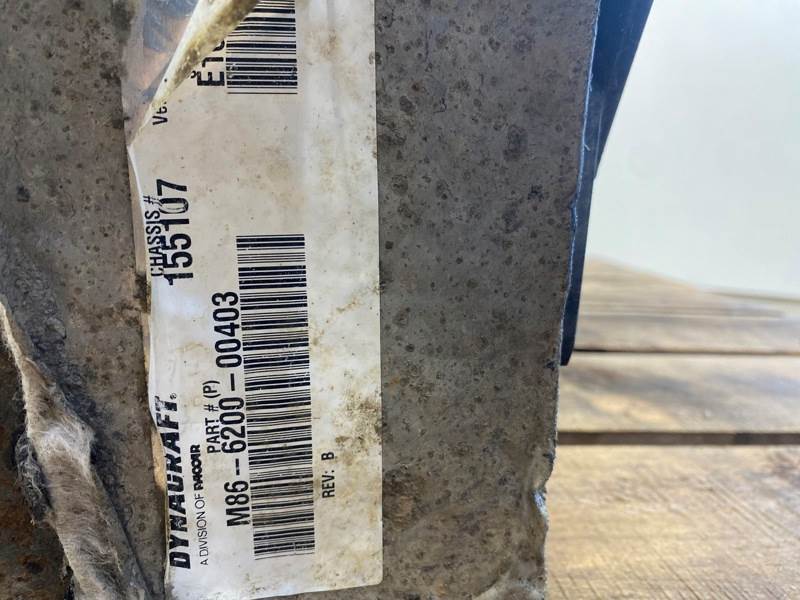 DYNACRAFT®
A DIVISION OF PACCAR
CHASSIS #
155107
PART # (P)
M86-6200-00403
REV: B